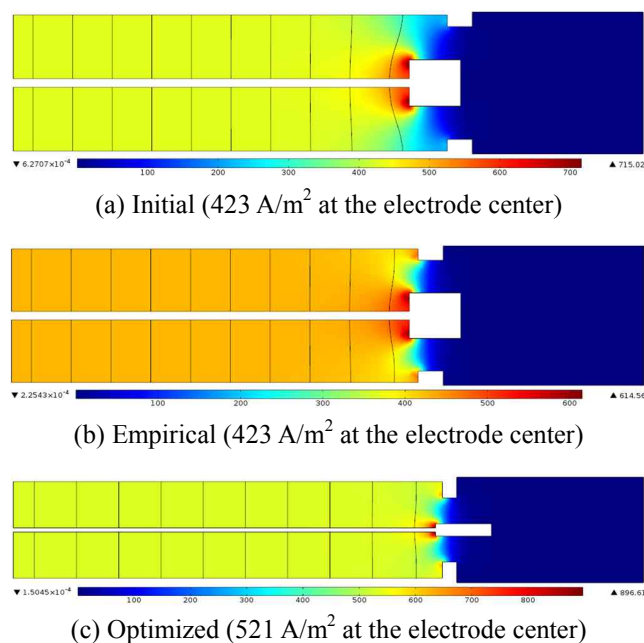 ▼ 6.2707×10⁻⁴ 100 200 300 400 500 600 700 ▲ 715.02
(a) Initial (423 A/m² at the electrode center)
▼ 2.2543×10⁻⁴ 100 200 300 400 500 600 ▲ 614.56
(b) Empirical (423 A/m² at the electrode center)
▼ 1.5045×10⁻⁴ 100 200 300 400 500 600 700 800 ▲ 896.61
(c) Optimized (521 A/m² at the electrode center)